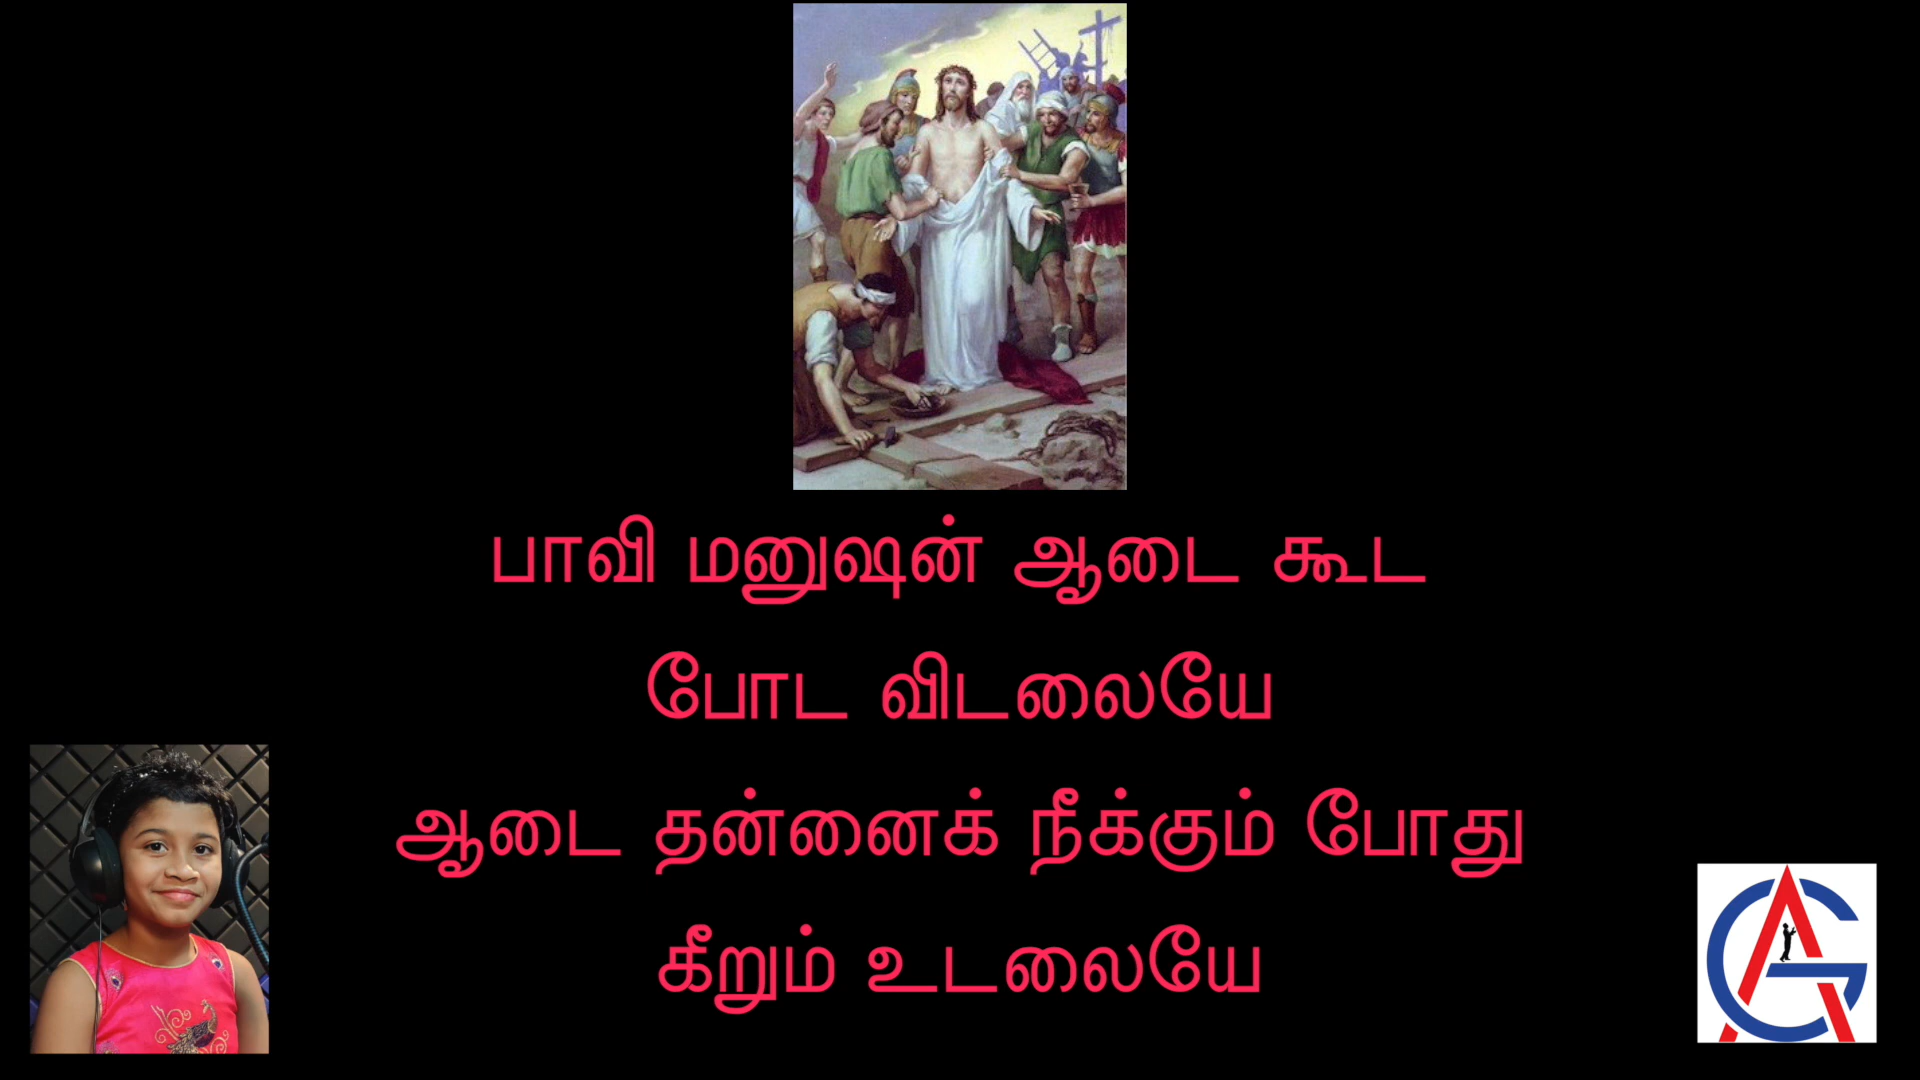 பாவி மனுஷன் ஆடை கூட
போட விடலையே
ஆடை தன்னைக் நீக்கும் போது
கீறும் உடலையே